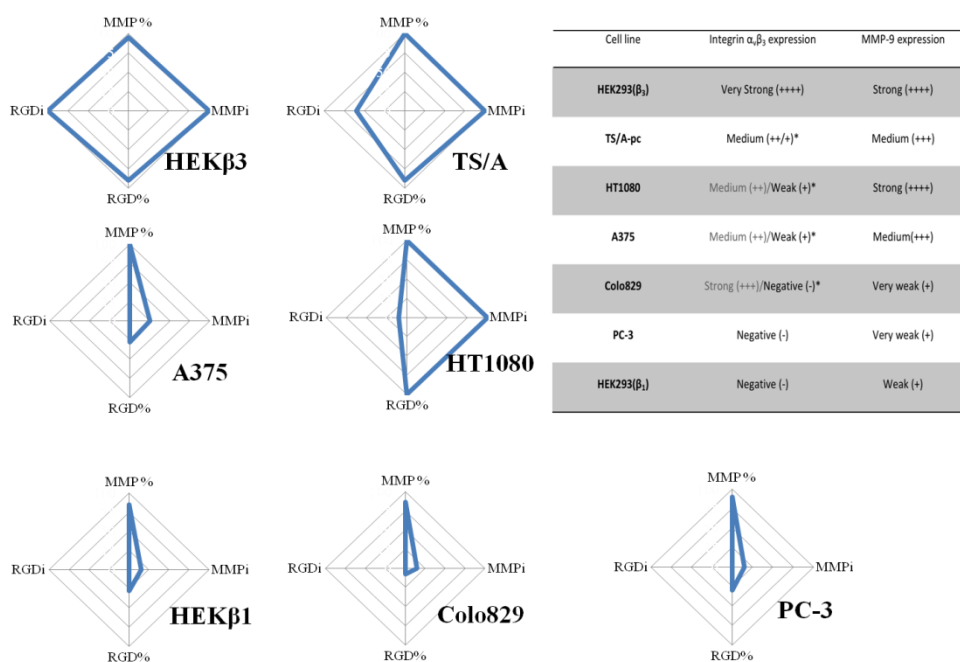 MMP%
RGDi
MMPi
RGD%
HEKβ3
MMP%
MMPi
RGD%
TS/A
MMP%
RGDi
MMPi
RGD%
A375
MMP%
MMPi
RGD%
HT1080
Cell line Integrin αvβ3 expression MMP-9 expression
HEK293(β3) Very Strong (++++) Strong (++++)
TS/A-pc Medium (++/+)* Medium (+++)
HT1080 Medium (++)/Weak (+)* Strong (++++)
A375 Medium (++)/Weak (+)* Medium(+++)
Colo829 Strong (+++)/Negative (-)* Very weak (+)
PC-3 Negative (-) Very weak (+)
HEK293(β1) Negative (-) Weak (+)
MMP%
RGDi
MMPi
RGD%
HEKβ1
MMP%
RGDi
MMPi
RGD%
Colo829
MMP%
RGDi
MMPi
RGD%
PC-3